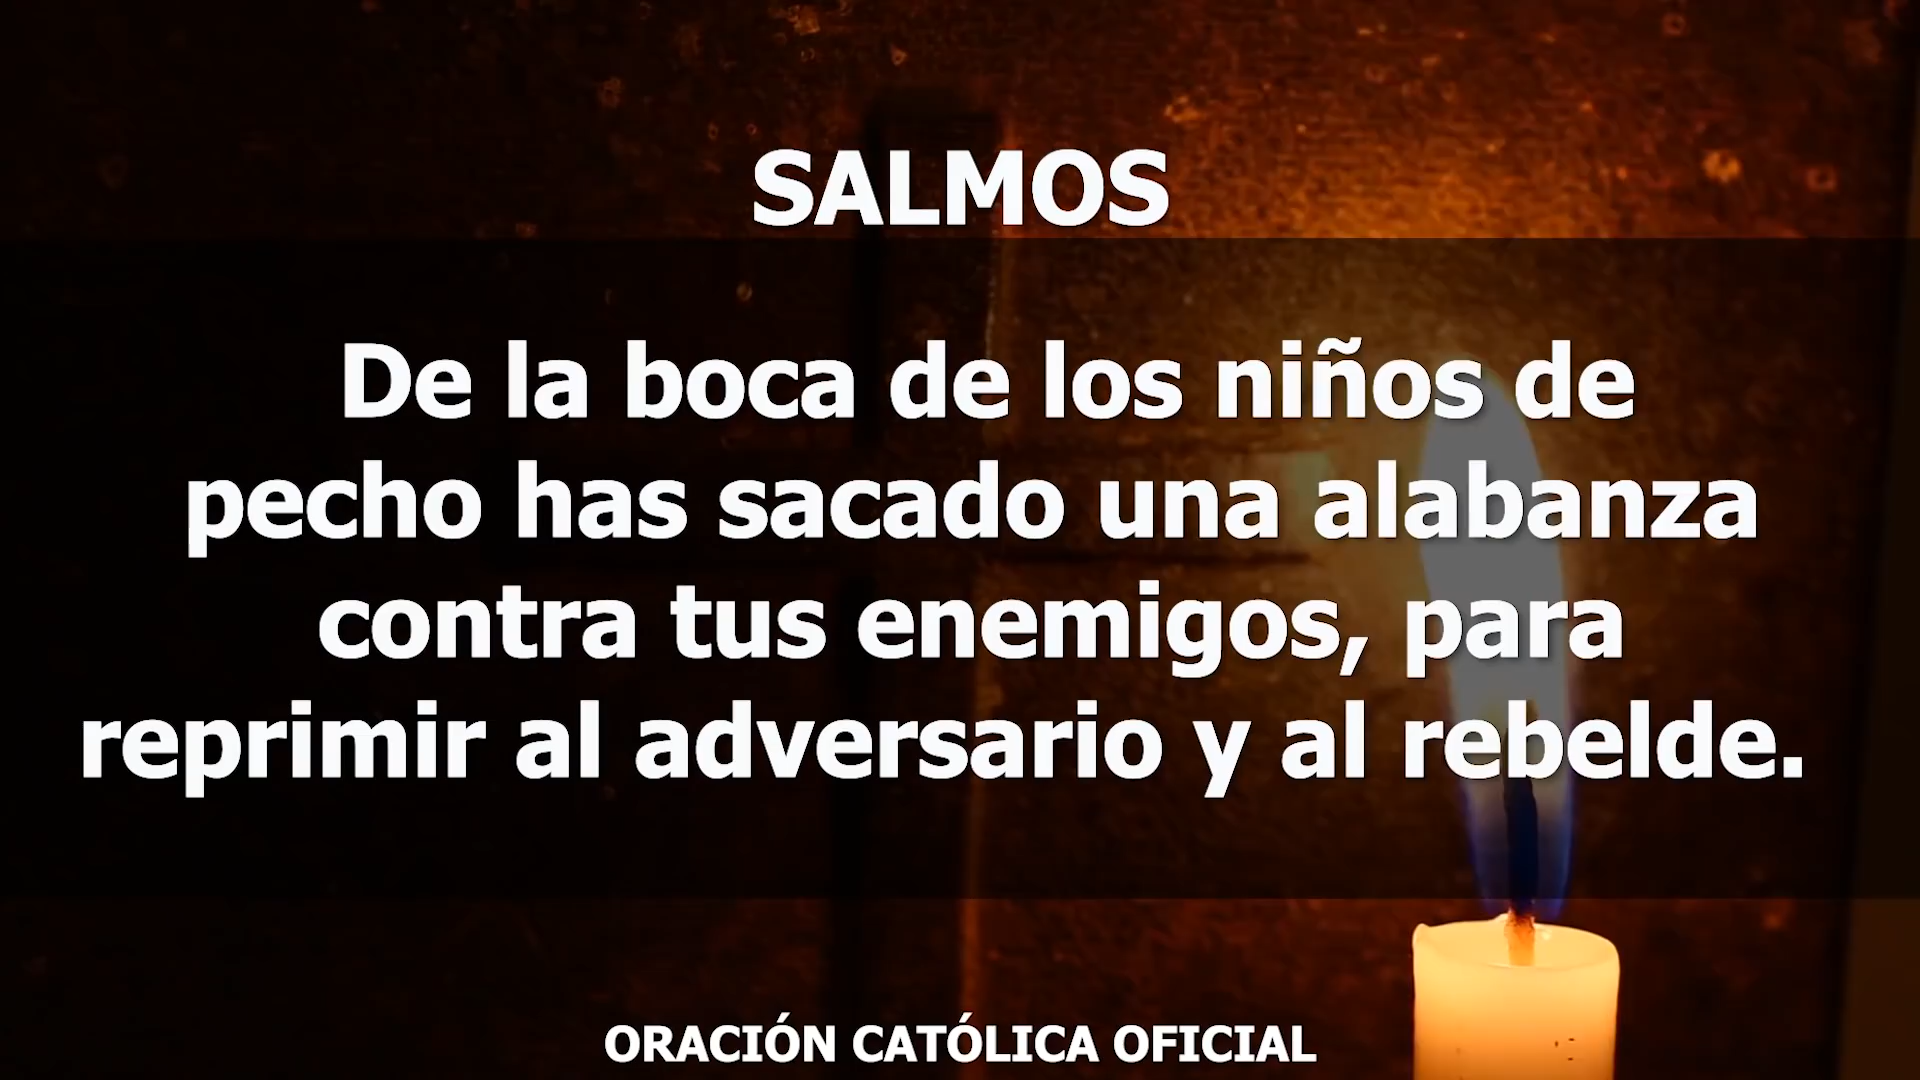 SALMOS
De la boca de los niños de
pecho has sacado una alabanza
contra tus enemigos, para
reprimir al adversario y al rebelde.
ORACIÓN CATÓLICA OFICIAL